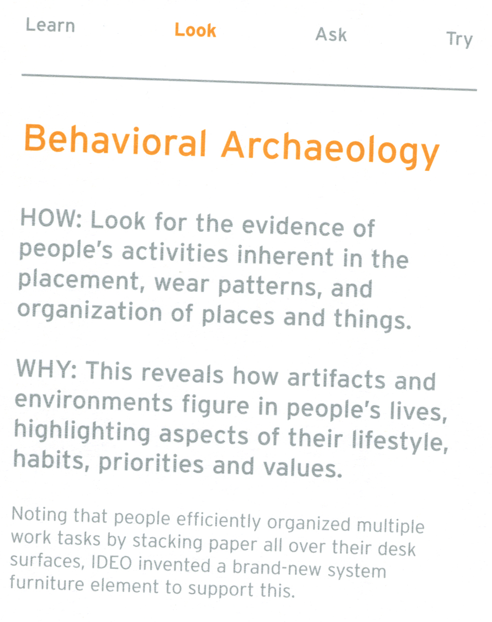 Learn Look Ask Try
Behavioral Archaeology
HOW: Look for the evidence of
people's activities inherent in the
placement, wear patterns, and
organization of places and things.
WHY: This reveals how artifacts and
environments figure in people's lives,
highlighting aspects of their lifestyle,
habits, priorities and values.
Noting that people efficiently organized multiple
work tasks by stacking paper all over their desk
surfaces, IDEO invented a brand-new system
furniture element to support this.